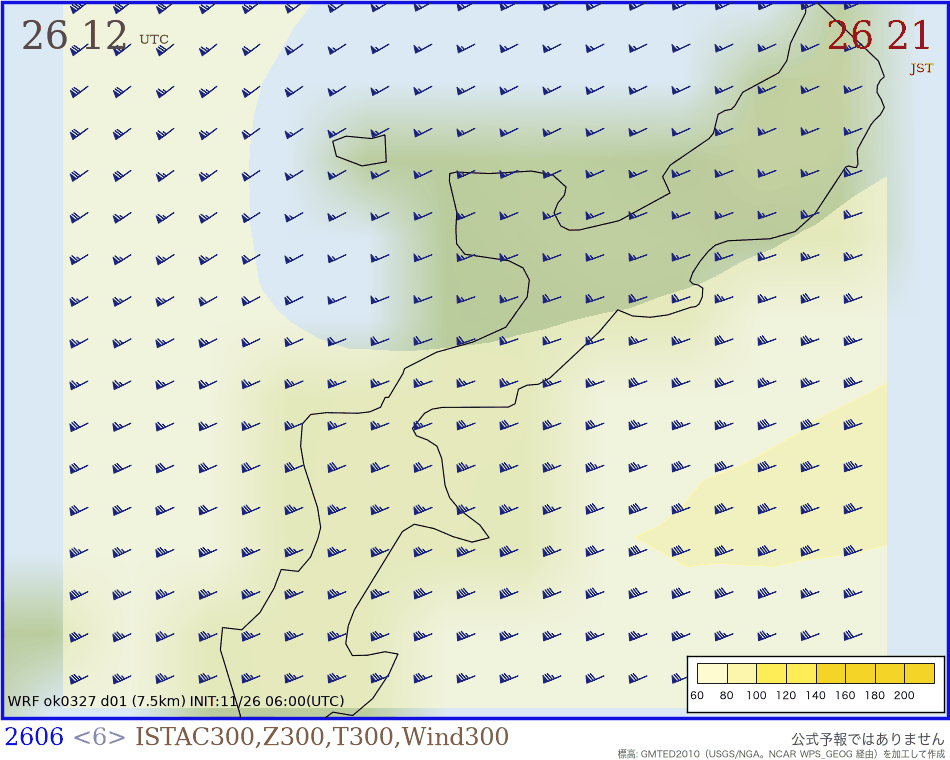 26 12 UTC
26 21
JST
WRF ok0327 d01 (7.5km) INIT:11/26 06:00(UTC)
60 80 100 120 140 160 180 200
2606 <6> ISTAC300,Z300,T300,Wind300
公式予報ではありません
標高: GMTED2010（USGS/NGA。NCAR WPS_GEOG 経由）を加工して作成